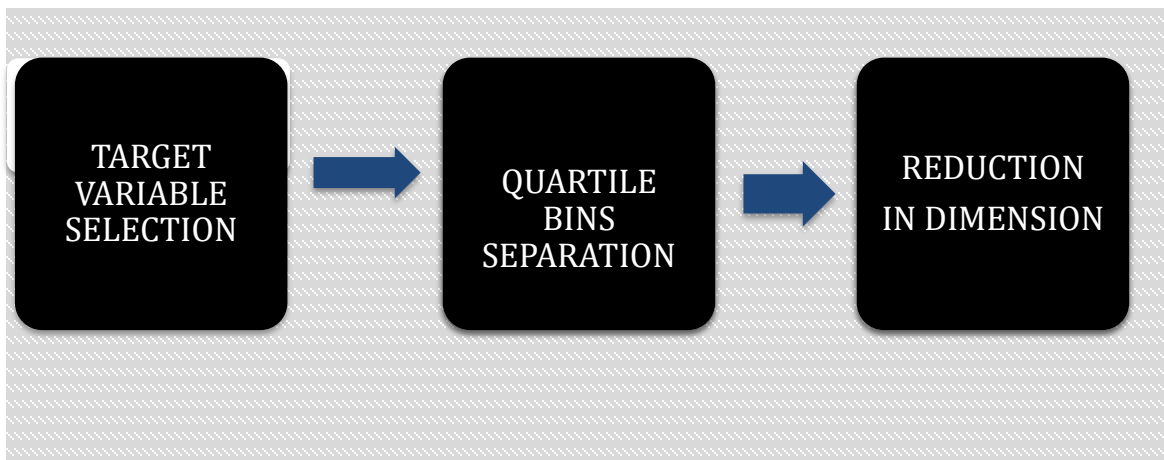 TARGET
VARIABLE
SELECTION
QUARTILE
BINS
SEPARATION
REDUCTION
IN DIMENSION